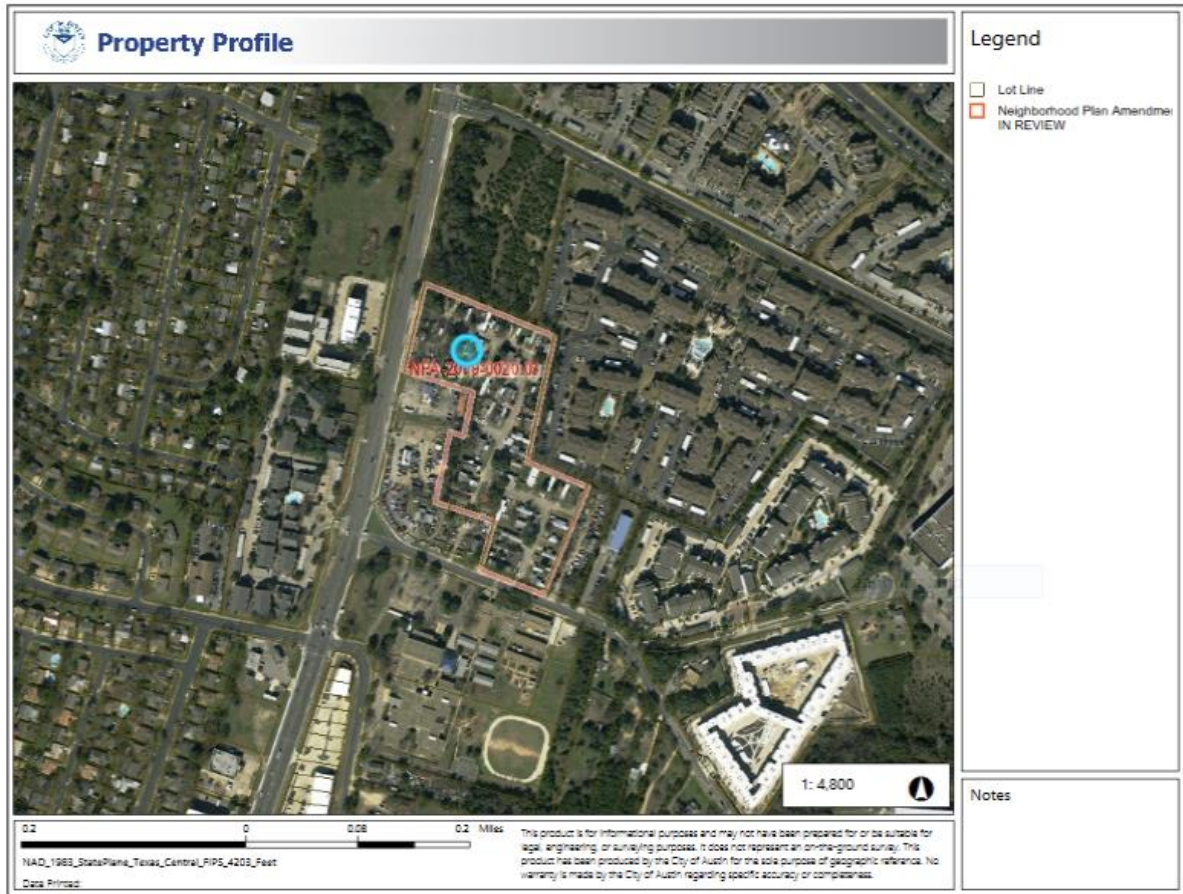 Property Profile
Legend
Lot Line
Neighborhood Plan Amendme
IN REVIEW
1: 4,800
Notes
0.2 0 0.08 0.2 Miles
NAD_1983_StatePlane_Texas_Central_FIPS_4203_Feet
Date Printed:
This product is for informational purposes and may not have been prepared for or be suitable for
legal, engineering, or surveying purposes. It does not represent an on-the-ground survey. This
product has been produced by the City of Austin for the sole purpose of geographic reference. No
warranty is made by the City of Austin regarding specific accuracy or completeness.